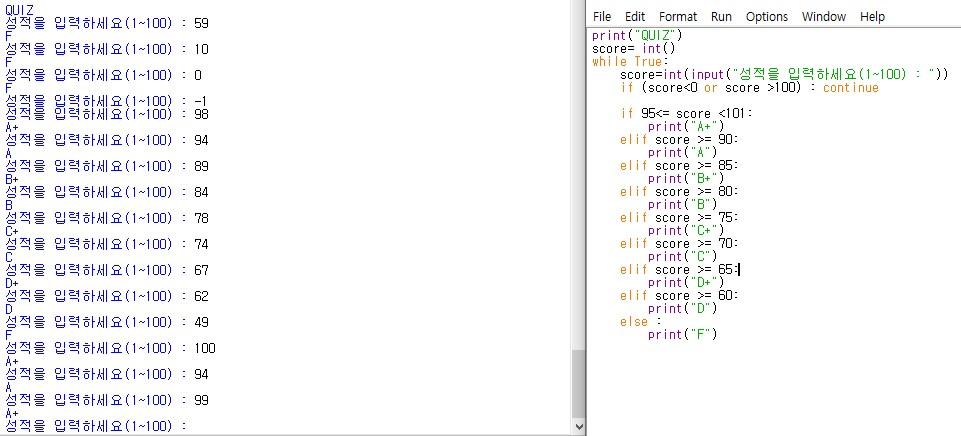 QUIZ
성적을 입력하세요(1~100) : 59
F
성적을 입력하세요(1~100) : 10
F
성적을 입력하세요(1~100) : 0
F
성적을 입력하세요(1~100) : -1
성적을 입력하세요(1~100) : 98
A+
성적을 입력하세요(1~100) : 94
A
성적을 입력하세요(1~100) : 89
B+
성적을 입력하세요(1~100) : 84
B
성적을 입력하세요(1~100) : 78
C+
성적을 입력하세요(1~100) : 74
C
성적을 입력하세요(1~100) : 67
D+
성적을 입력하세요(1~100) : 62
D
성적을 입력하세요(1~100) : 49
F
성적을 입력하세요(1~100) : 100
A+
성적을 입력하세요(1~100) : 94
A
성적을 입력하세요(1~100) : 99
A+
성적을 입력하세요(1~100) :
File Edit Format Run Options Window Help
print("QUIZ")
score= int()
while True:
    score=int(input("성적을 입력하세요(1~100) : "))
    if (score<0 or score >100) : continue
    if 95<= score <101:
        print("A+")
    elif score >= 90:
        print("A")
    elif score >= 85:
        print("B+")
    elif score >= 80:
        print("B")
    elif score >= 75:
        print("C+")
    elif score >= 70:
        print("C")
    elif score >= 65:
        print("D+")
    elif score >= 60:
        print("D")
    else :
        print("F")